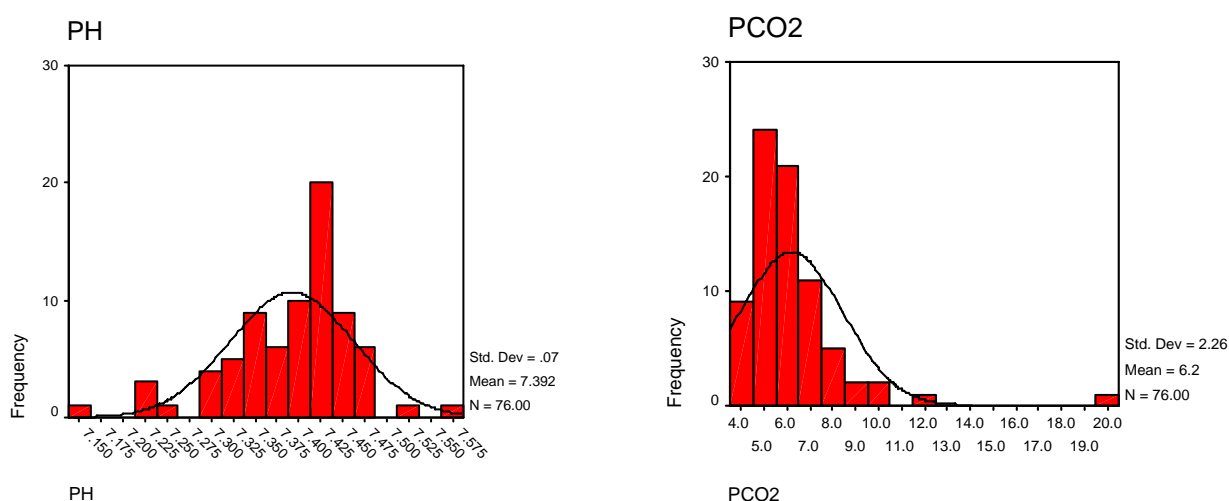 PH
30
20
10
0
Frequency
7.150
7.175
7.200
7.225
7.250
7.275
7.300
7.325
7.350
7.375
7.400
7.425
7.450
7.475
7.500
7.525
7.550
7.575
Std. Dev = .07
Mean = 7.392
N = 76.00
PH
PCO2
30
20
10
0
Frequency
4.0 6.0 8.0 10.0 12.0 14.0 16.0 18.0 20.0
5.0 7.0 9.0 11.0 13.0 15.0 17.0 19.0
Std. Dev = 2.26
Mean = 6.2
N = 76.00
PCO2